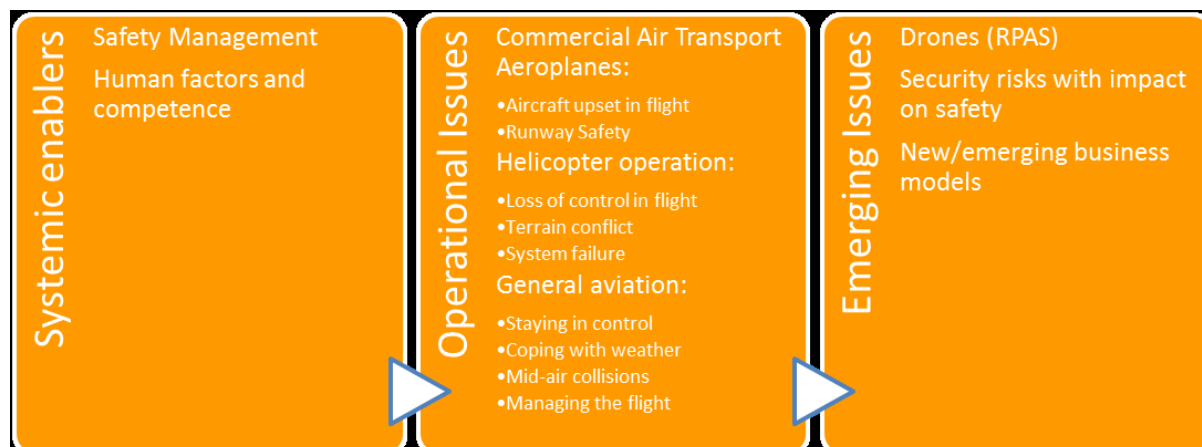 Systemic enablers
Safety Management
Human factors and
competence
Operational Issues
Commercial Air Transport
Aeroplanes:
•Aircraft upset in flight
•Runway Safety
Helicopter operation:
•Loss of control in flight
•Terrain conflict
•System failure
General aviation:
•Staying in control
•Coping with weather
•Mid-air collisions
•Managing the flight
Emerging Issues
Drones (RPAS)
Security risks with impact
on safety
New/emerging business
models